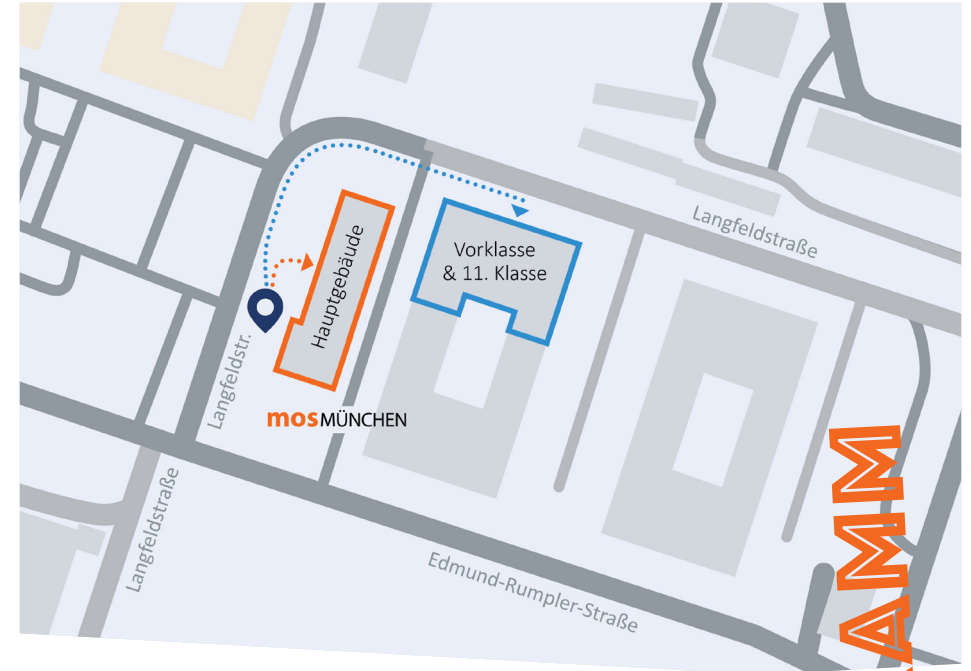 Langfeldstraße
Vorklasse
& 11. Klasse
Hauptgebäude
Langfeldstr.
mosMÜNCHEN
Langfeldstraße
Edmund-Rumpler-Straße
AMM